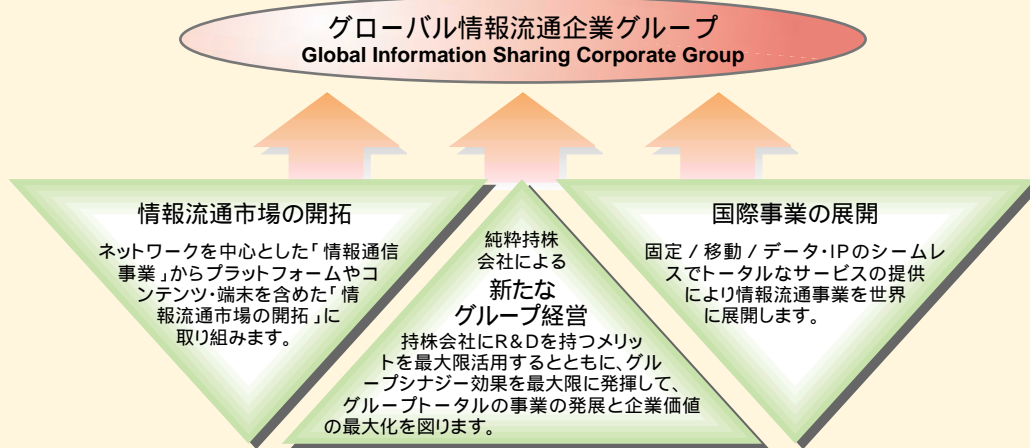 グローバル情報流通企業グループ
Global Information Sharing Corporate Group
情報流通市場の開拓
ネットワークを中心とした「情報通信
事業」からプラットフォームやコ
ンテンツ・端末を含めた「情
報流通市場の開拓」に
取り組みます。
純粋持株
会社による
新たな
グループ経営
持株会社にR&Dを持つメリッ
トを最大限活用するとともに、グル
ープシナジー効果を最大限に発揮して、
グループトータルの事業の発展と企業価値
の最大化を図ります。
国際事業の展開
固定/移動/データ・IPのシームレ
スでトータルなサービスの提供
により情報流通事業を世界
に展開します。